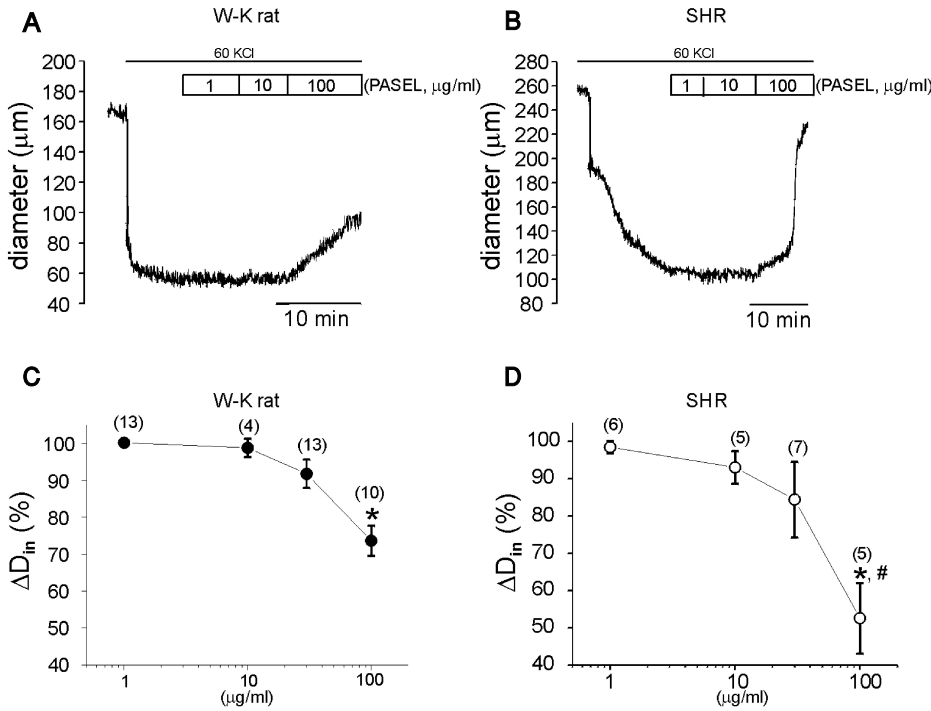 A
W-K rat
60 KCl
200
180
160
140
120
100
80
60
40
diameter (μm)
1 10 100 (PASEL, μg/ml)
10 min
B
SHR
60 KCl
280
260
240
220
200
180
160
140
120
100
80
diameter (μm)
1 10 100 (PASEL, μg/ml)
10 min
C
W-K rat
100
90
80
70
60
50
40
ΔDin (%)
(13)
(4)
(13)
(10)
*
1 10 100
(μg/ml)
D
SHR
100
90
80
70
60
50
40
ΔDin (%)
(6)
(5)
(7)
(5)
*, #
1 10 100
(μg/ml)